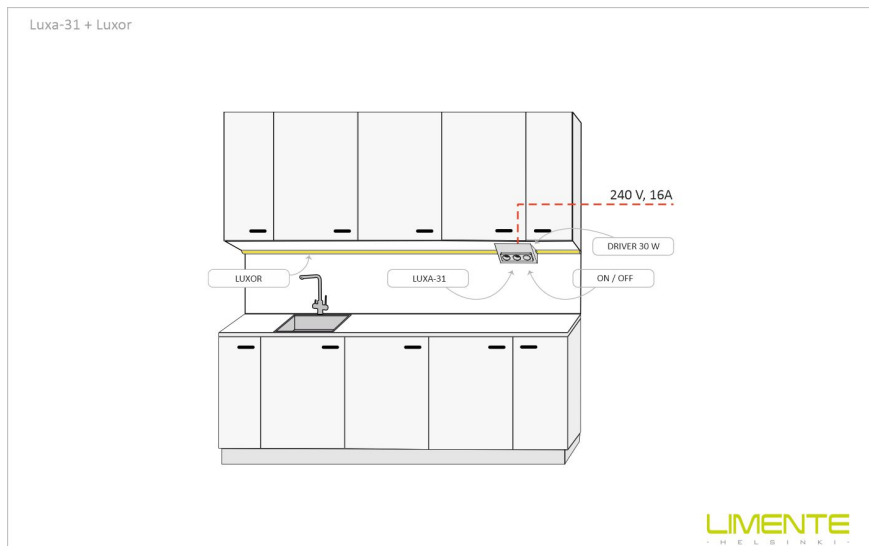 Luxa-31 + Luxor
240 V, 16A
DRIVER 30 W
LUXOR
LUXA-31
ON / OFF
LIMENTE
- HELSINKI -